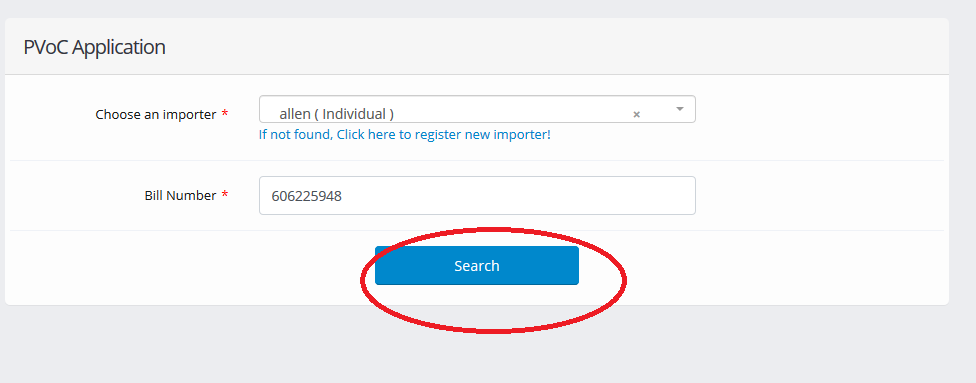 PVoC Application
Choose an importer *
allen ( Individual ) ×
If not found, Click here to register new importer!
Bill Number *
606225948
Search